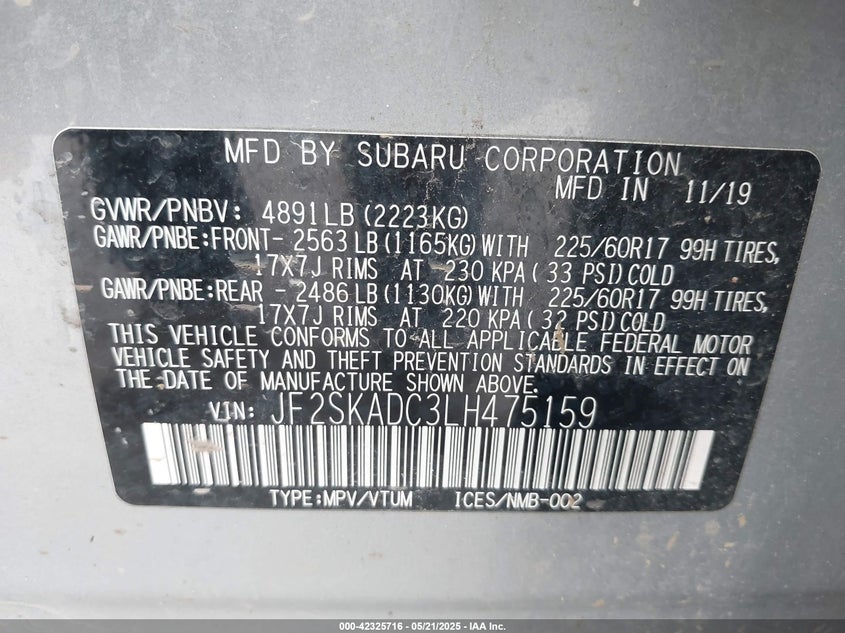 MFD BY SUBARU CORPORATION
MFD IN 11/19
GVWR/PNBV: 4891LB(2223KG)
GAWR/PNBE:FRONT- 2563LB(1165KG)WITH 225/60R17 99H TIRES,
17X7J RIMS AT 230 KPA( 33 PSI)COLD
GAWR/PNBE:REAR - 2486LB(1130KG)WITH 225/60R17 99H TIRES,
17X7J RIMS AT 220 KPA( 32 PSI)COLD
THIS VEHICLE CONFORMS TO ALL APPLICABLE FEDERAL MOTOR
VEHICLE SAFETY AND THEFT PREVENTION STANDARDS IN EFFECT ON
THE DATE OF MANUFACTURE SHOWN ABOVE.
VIN: JF2SKADC3LH475159
TYPE:MPV/VTUM ICES/NMB-002
000-42325716 - 05/21/2025 - IAA Inc.